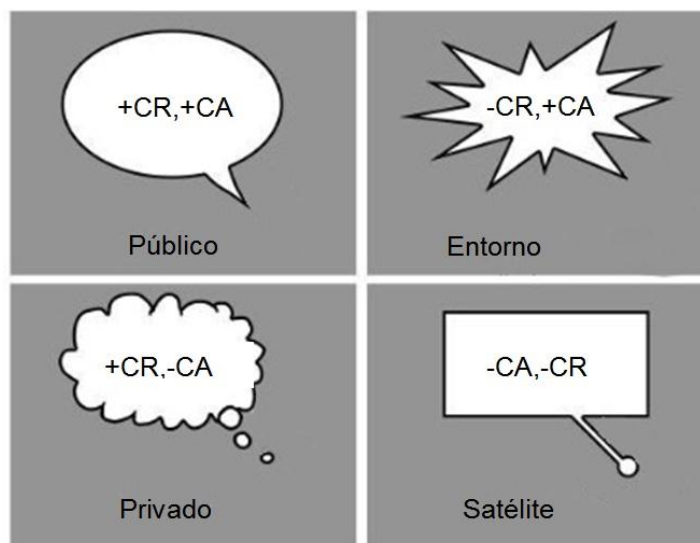 +CR,+CA
Público
-CR,+CA
Entorno
+CR,-CA
Privado
-CA,-CR
Satélite